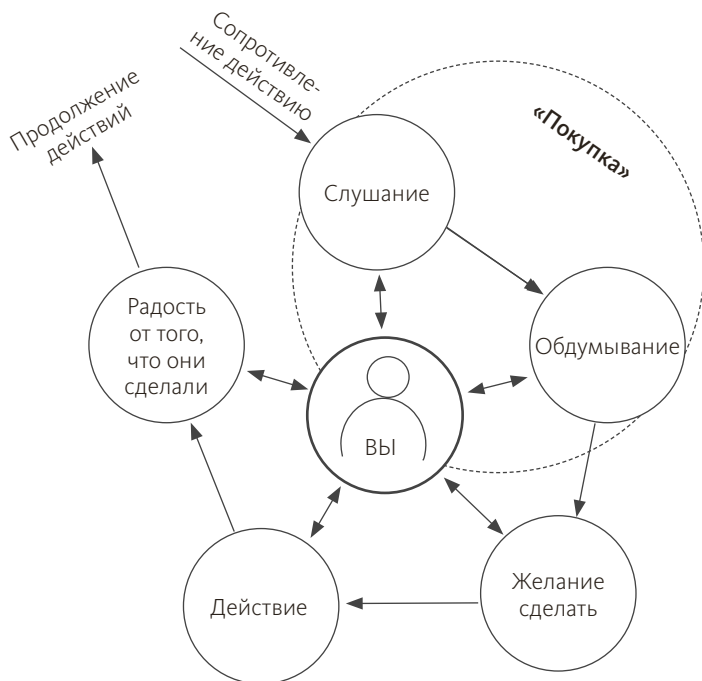 Сопротивле-
ние действию
Продолжение
действий
«Покупка»
Слушание
Обдумывание
Радость
от того,
что они
сделали
ВЫ
Желание
сделать
Действие